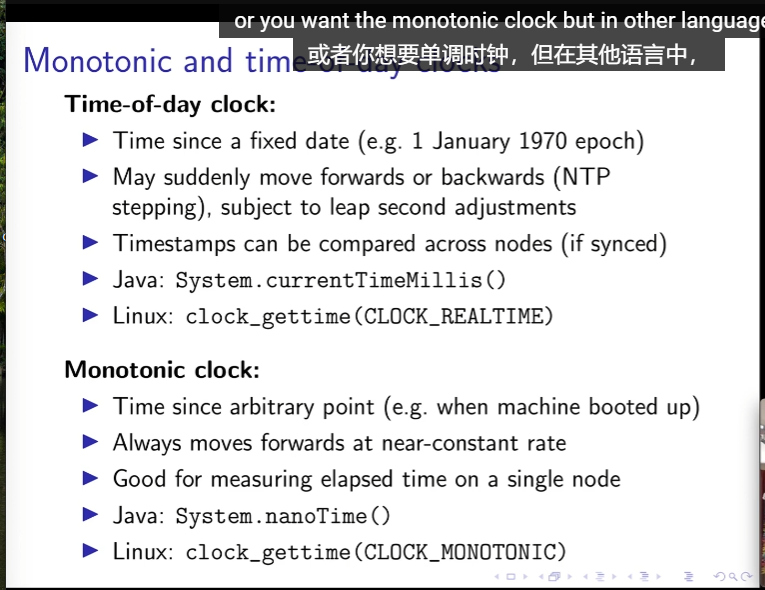 or you want the monotonic clock but in other language
或者你想要单调时钟，但在其他语言中，
Monotonic and time-of-day clocks
Time-of-day clock:
Time since a fixed date (e.g. 1 January 1970 epoch)
May suddenly move forwards or backwards (NTP
stepping), subject to leap second adjustments
Timestamps can be compared across nodes (if synced)
Java: System.currentTimeMillis()
Linux: clock_gettime(CLOCK_REALTIME)
Monotonic clock:
Time since arbitrary point (e.g. when machine booted up)
Always moves forwards at near-constant rate
Good for measuring elapsed time on a single node
Java: System.nanoTime()
Linux: clock_gettime(CLOCK_MONOTONIC)